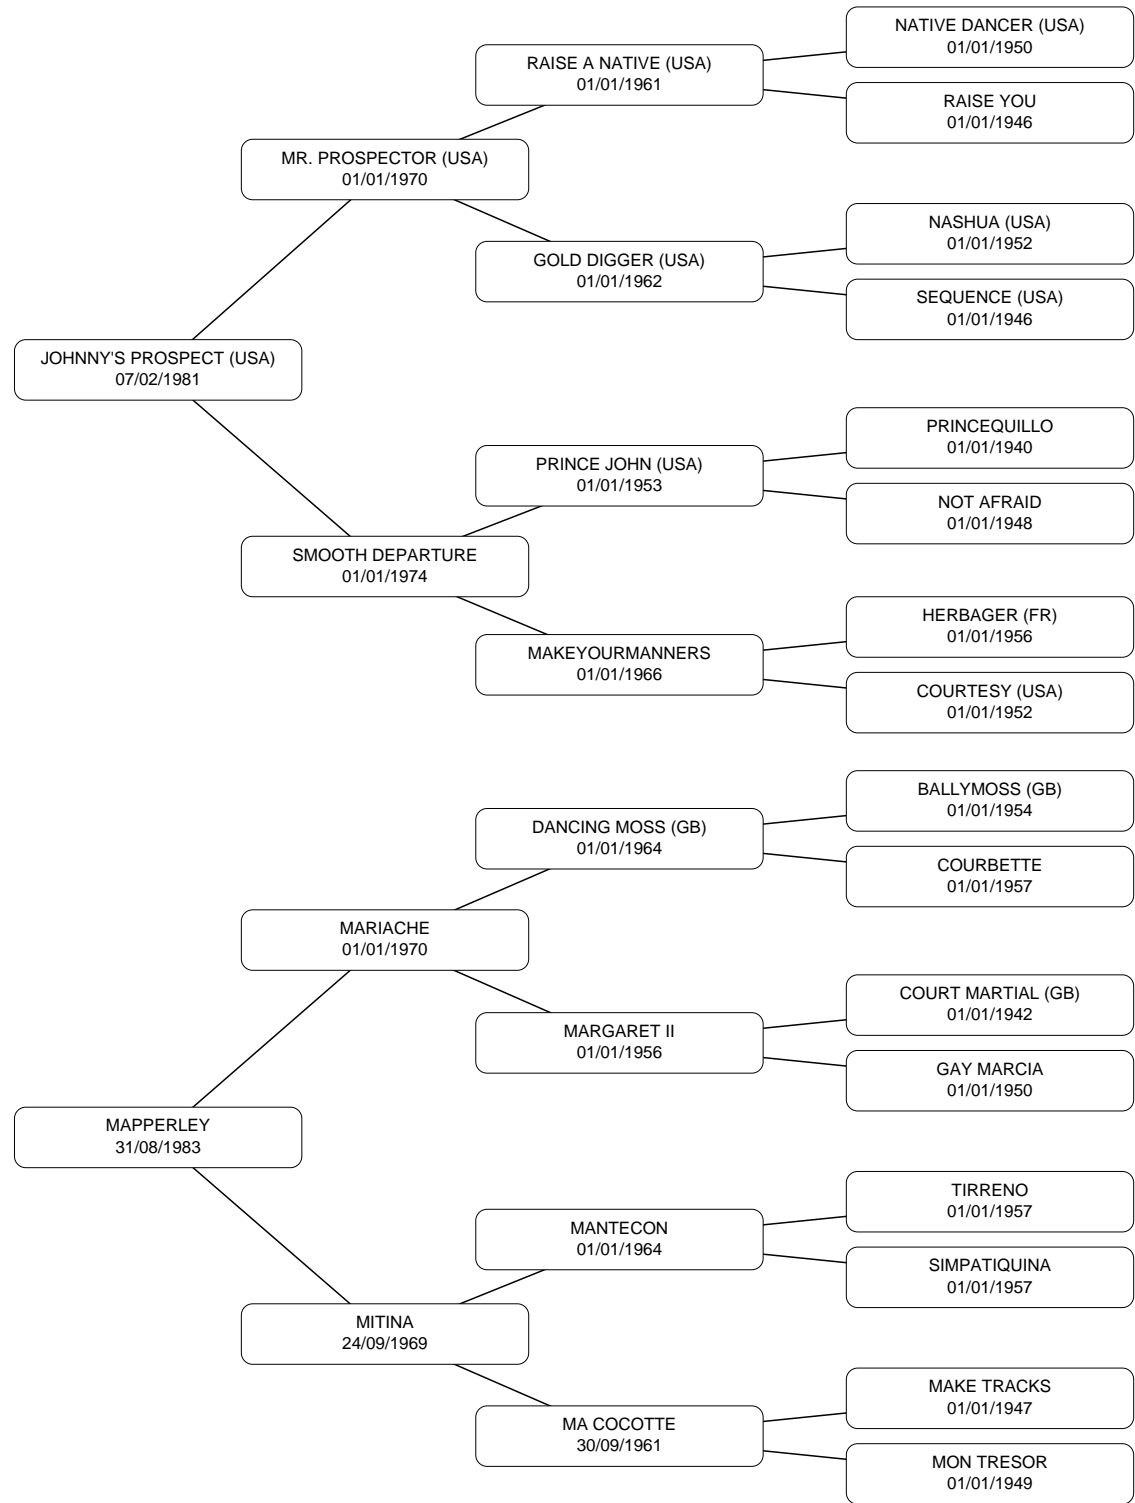 NATIVE DANCER (USA)
01/01/1950
RAISE A NATIVE (USA)
01/01/1961
RAISE YOU
01/01/1946
MR. PROSPECTOR (USA)
01/01/1970
NASHUA (USA)
01/01/1952
GOLD DIGGER (USA)
01/01/1962
SEQUENCE (USA)
01/01/1946
JOHNNY'S PROSPECT (USA)
07/02/1981
PRINCEQUILLO
01/01/1940
PRINCE JOHN (USA)
01/01/1953
NOT AFRAID
01/01/1948
SMOOTH DEPARTURE
01/01/1974
HERBAGER (FR)
01/01/1956
MAKEYOURMANNERS
01/01/1966
COURTESY (USA)
01/01/1952
BALLYMOSS (GB)
01/01/1954
DANCING MOSS (GB)
01/01/1964
COURBETTE
01/01/1957
MARIACHE
01/01/1970
COURT MARTIAL (GB)
01/01/1942
MARGARET II
01/01/1956
GAY MARCIA
01/01/1950
MAPPERLEY
31/08/1983
TIRRENO
01/01/1957
MANTECON
01/01/1964
SIMPATIQUINA
01/01/1957
MITINA
24/09/1969
MAKE TRACKS
01/01/1947
MA COCOTTE
30/09/1961
MON TRESOR
01/01/1949